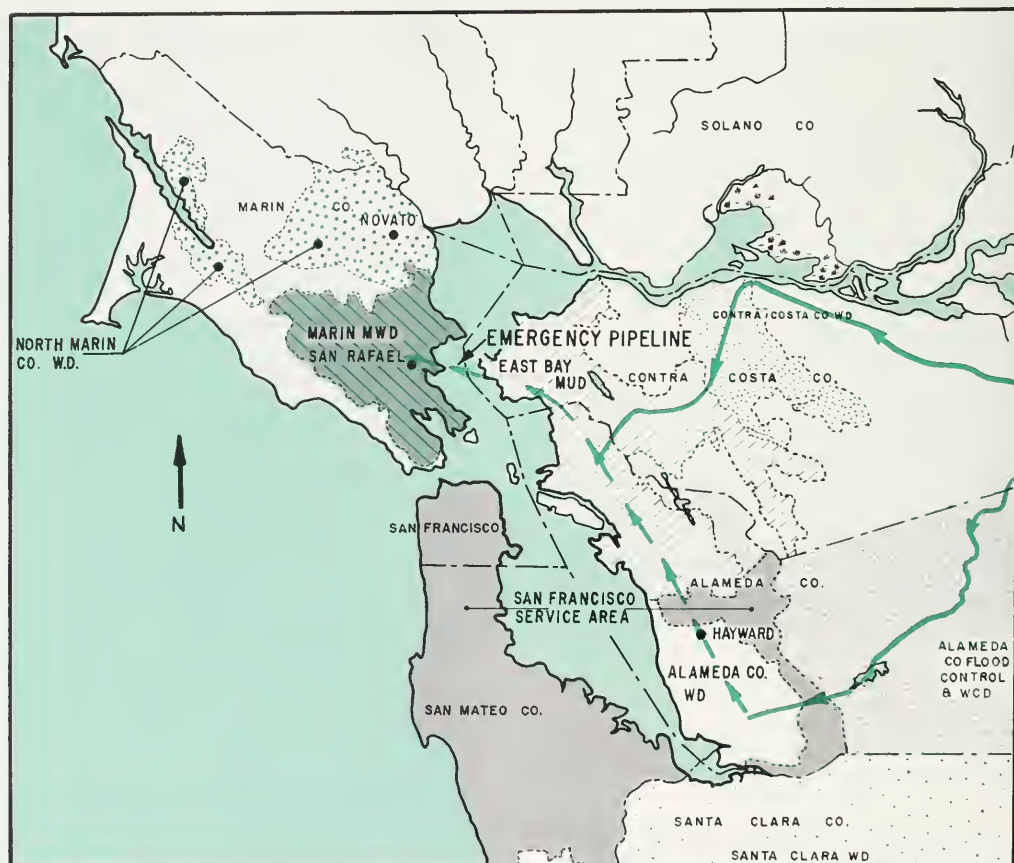 SOLANO CO
MARIN CO.
NOVATO
CONTRA COSTA CO WD
NORTH MARIN
CO. W.D.
MARIN MWD
SAN RAFAEL
EMERGENCY PIPELINE
EAST BAY
MUD
CONTRA COSTA CO.
N
SAN FRANCISCO
ALAMEDA CO.
SAN FRANCISCO
SERVICE AREA
HAYWARD
ALAMEDA CO.
WD
ALAMEDA
CO FLOOD
CONTROL
& WCD
SAN MATEO CO.
SANTA CLARA CO.
SANTA CLARA WD